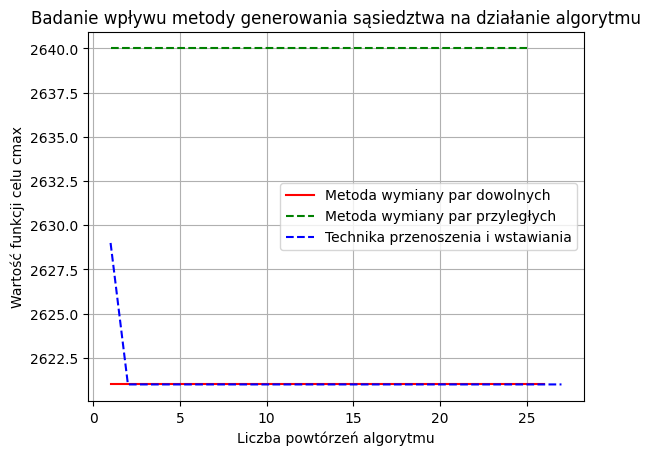 Badanie wpływu metody generowania sąsiedztwa na działanie algorytmu
2640.0
2637.5
2635.0
2632.5
2630.0
2627.5
2625.0
2622.5
Wartość funkcji celu cmax
Metoda wymiany par dowolnych
Metoda wymiany par przyległych
Technika przenoszenia i wstawiania
0 5 10 15 20 25
Liczba powtórzeń algorytmu